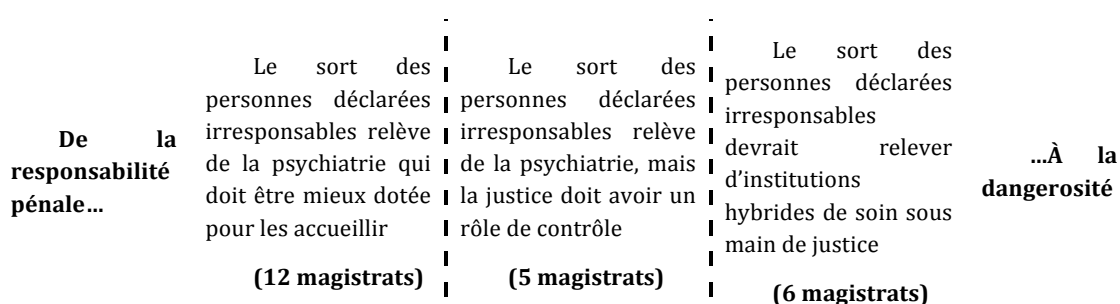 De la
responsabilité
pénale…
Le sort des
personnes déclarées
irresponsables relève
de la psychiatrie qui
doit être mieux dotée
pour les accueillir
(12 magistrats)
Le sort des
personnes déclarées
irresponsables relève
de la psychiatrie, mais
la justice doit avoir un
rôle de contrôle
(5 magistrats)
Le sort des
personnes déclarées
irresponsables
devrait relever
d’institutions
hybrides de soin sous
main de justice
(6 magistrats)
…À la
dangerosité